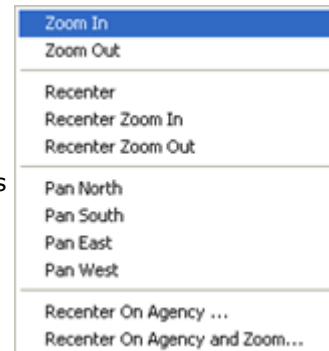 Zoom In
Zoom Out
Recenter
Recenter Zoom In
Recenter Zoom Out
s
Pan North
Pan South
Pan East
Pan West
Recenter On Agency ...
Recenter On Agency and Zoom...